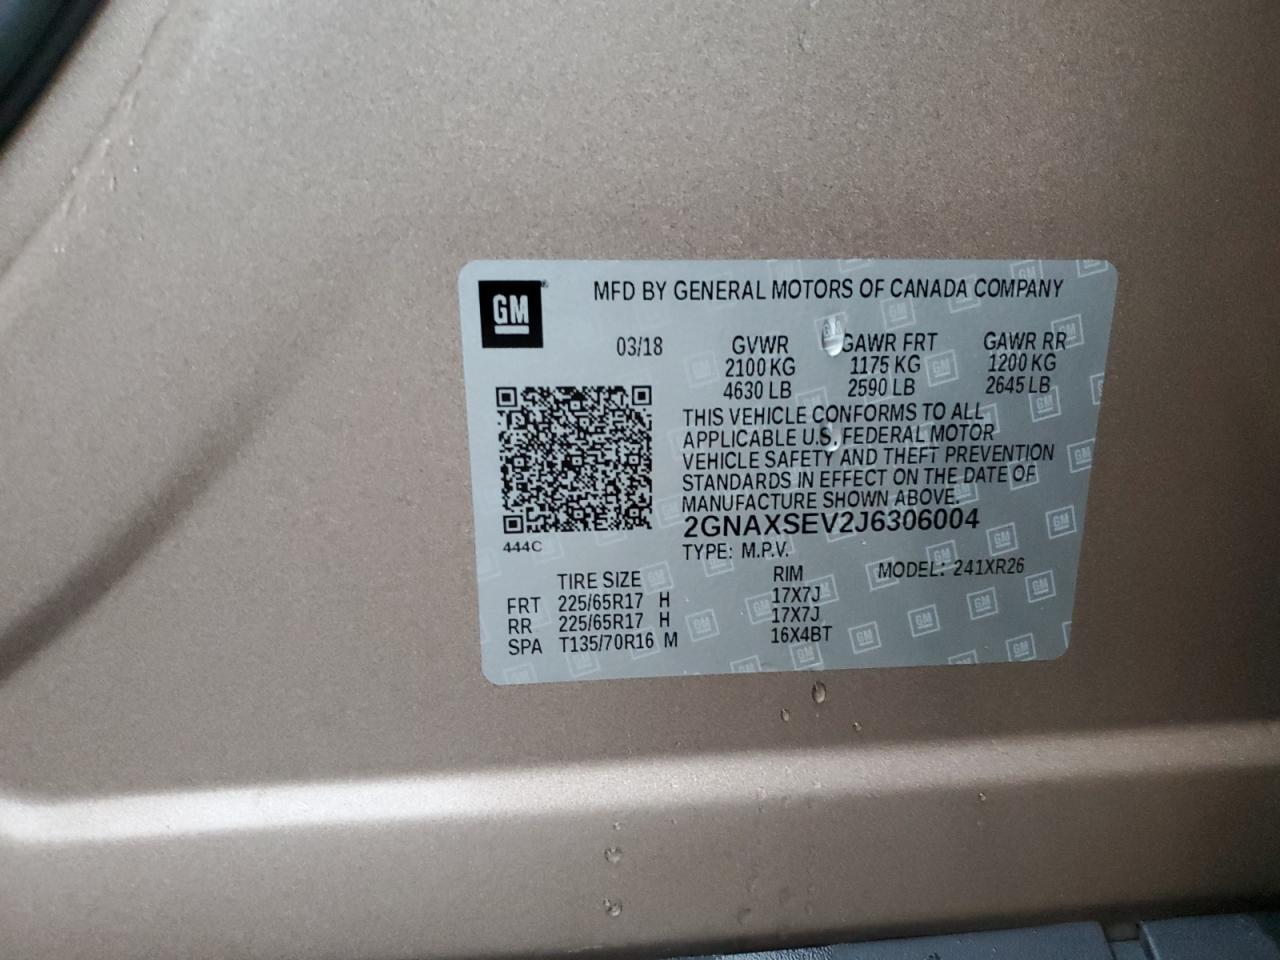 GM
MFD BY GENERAL MOTORS OF CANADA COMPANY
03/18 GVWR GAWR FRT GAWR RR
2100 KG 1175 KG 1200 KG
4630 LB 2590 LB 2645 LB
THIS VEHICLE CONFORMS TO ALL
APPLICABLE U.S. FEDERAL MOTOR
VEHICLE SAFETY AND THEFT PREVENTION
STANDARDS IN EFFECT ON THE DATE OF
MANUFACTURE SHOWN ABOVE.
2GNAXSEV2J6306004
444C
TYPE: M.P.V. MODEL: 241XR26
TIRE SIZE RIM
FRT 225/65R17 H 17X7J
RR 225/65R17 H 17X7J
SPA T135/70R16 M 16X4BT